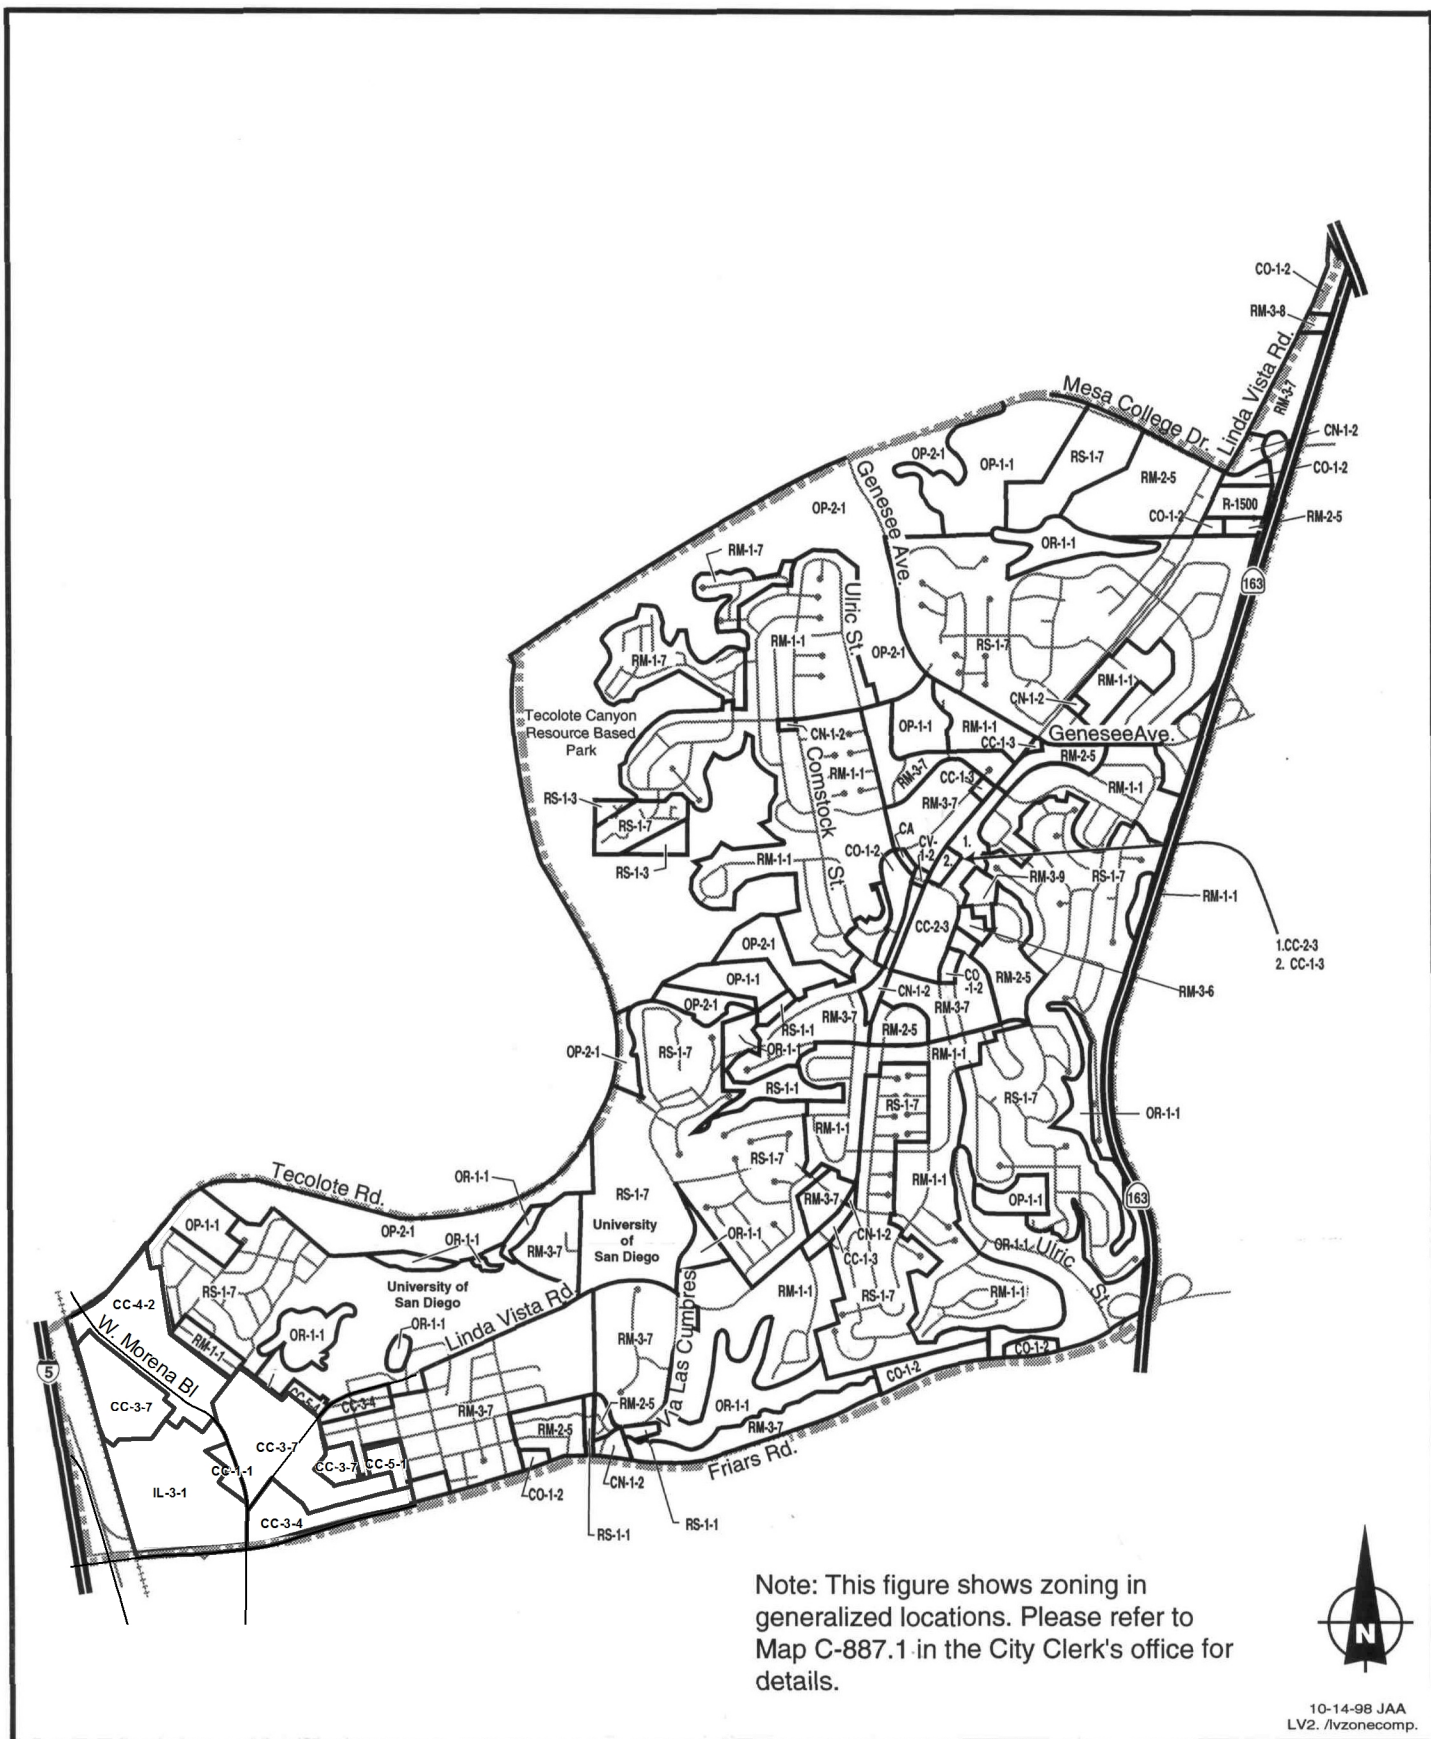 CO-1-2
RM-3-8
Linda Vista Rd.
RM-3-7
Mesa College Dr.
CN-1-2
CO-1-2
OP-2-1
OP-1-1
RS-1-7
RM-2-5
R-1500
CO-1-2
RM-2-5
OP-2-1
Genesee Ave.
OR-1-1
RM-1-7
163
Ulric St.
RM-1-1
RM-1-7
OP-2-1
RS-1-7
RM-1-1
CN-1-2
Tecolote Canyon
Resource Based
Park
OP-1-1
RM-1-1
CN-1-2
CC-1-3
GeneseeAve.
RM-2-5
Comstock St.
RM-1-1
RM-3-7
CC-1-3
RM-1-1
RM-3-7
RS-1-3
RS-1-7
RS-1-3
CA
CV-
1-2
1.
2.
CO-1-2
RM-1-1
RM-3-9
RS-1-7
RM-1-1
CC-2-3
1.CC-2-3
2. CC-1-3
OP-2-1
OP-1-1
CO
-1-2
RM-2-5
RM-3-6
CN-1-2
OP-2-1
RM-3-7
RM-3-7
RS-1-1
RM-2-5
OP-2-1
RS-1-7
OR-1-1
RM-1-1
RS-1-1
RS-1-7
RS-1-7
OR-1-1
RM-1-1
RS-1-7
RM-1-1
Tecolote Rd.
OR-1-1
RS-1-7
University
of
San Diego
RM-3-7
OP-1-1
163
OP-1-1
OP-2-1
OR-1-1
RM-3-7
OR-1-1
CN-1-2
OR-1-1
Ulric St.
CC-1-3
RS-1-7
University of
San Diego
Linda Vista Rd.
RM-1-1
RS-1-7
RM-1-1
CC-4-2
W. Morena Bl
RM-1-1
OR-1-1
OR-1-1
RM-3-7
Via Las Cumbres
CO-1-2
CO-1-2
5
CC-3-7
CC-5-4
CC-3-4
RM-3-7
RM-2-5
OR-1-1
RM-3-7
RM-2-5
CC-3-7
CC-3-7
CC-5-1
CC-1-1
Friars Rd.
IL-3-1
CO-1-2
CN-1-2
CC-3-4
RS-1-1
RS-1-1
Note: This figure shows zoning in
generalized locations. Please refer to
Map C-887.1 in the City Clerk's office for
details.
N
10-14-98 JAA
LV2. /lvzonecomp.